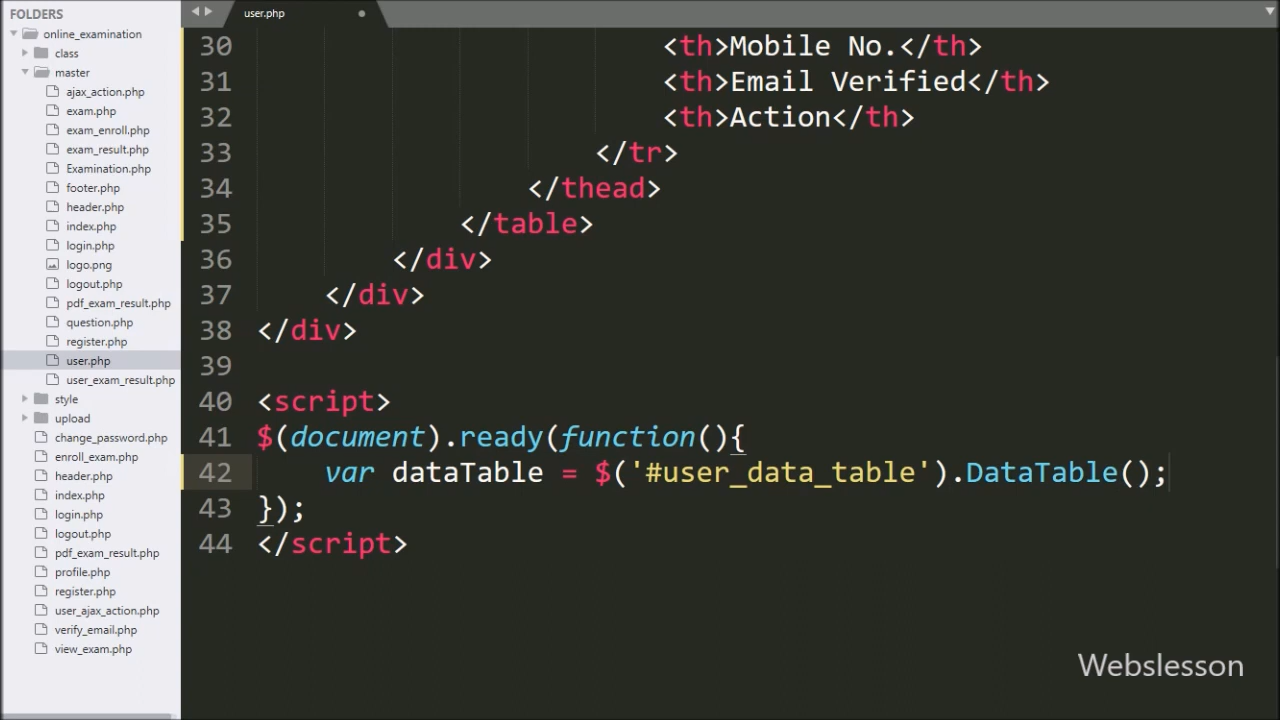 FOLDERS
online_examination
class
master
ajax_action.php
exam.php
exam_enroll.php
exam_result.php
Examination.php
footer.php
header.php
index.php
login.php
logo.png
logout.php
pdf_exam_result.php
question.php
register.php
user.php
user_exam_result.php
style
upload
change_password.php
enroll_exam.php
header.php
index.php
login.php
logout.php
pdf_exam_result.php
profile.php
register.php
user_ajax_action.php
verify_email.php
view_exam.php
user.php
30 <th>Mobile No.</th>
31 <th>Email Verified</th>
32 <th>Action</th>
33 </tr>
34 </thead>
35 </table>
36 </div>
37 </div>
38 </div>
39
40 <script>
41 $(document).ready(function(){
42 var dataTable = $('#user_data_table').DataTable();
43 });
44 </script>
Webslesson